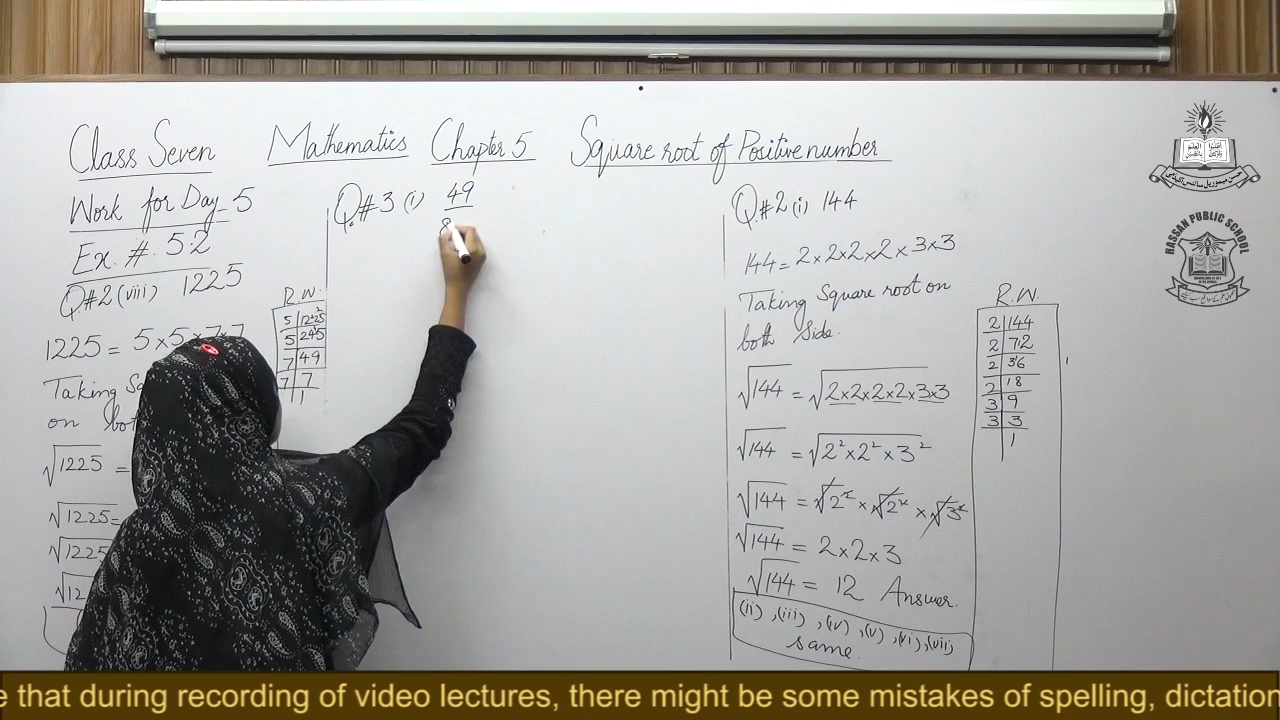 Class Seven Mathematics Chapter 5 Square root of Positive number
Work for Day 5
Ex. #. 5.2
Q#2 (viii) 1225
1225 = 5×5×7×7
Taking
on
√1225 =
√1225 =
√1225
R.W.
5 | 1225
5 | 245
7 | 49
7 | 7
1
Q.#3 (i) 49
8
Q.#2 (i) 144
144 = 2×2×2×2×3×3
Taking Square root on
both Side.
√144 = √2×2×2×2×3×3
√144 = √2²×2²×3²
√144 = √2² × √2² × √3²
√144 = 2×2×3
√144 = 12 Answer.
(ii), (iii), (iv), (v), (vi), (vii)
same.
R.W.
2 | 144
2 | 72
2 | 36
2 | 18
3 | 9
3 | 3
1
HASSAN PUBLIC SCHOOL
e that during recording of video lectures, there might be some mistakes of spelling, dictation